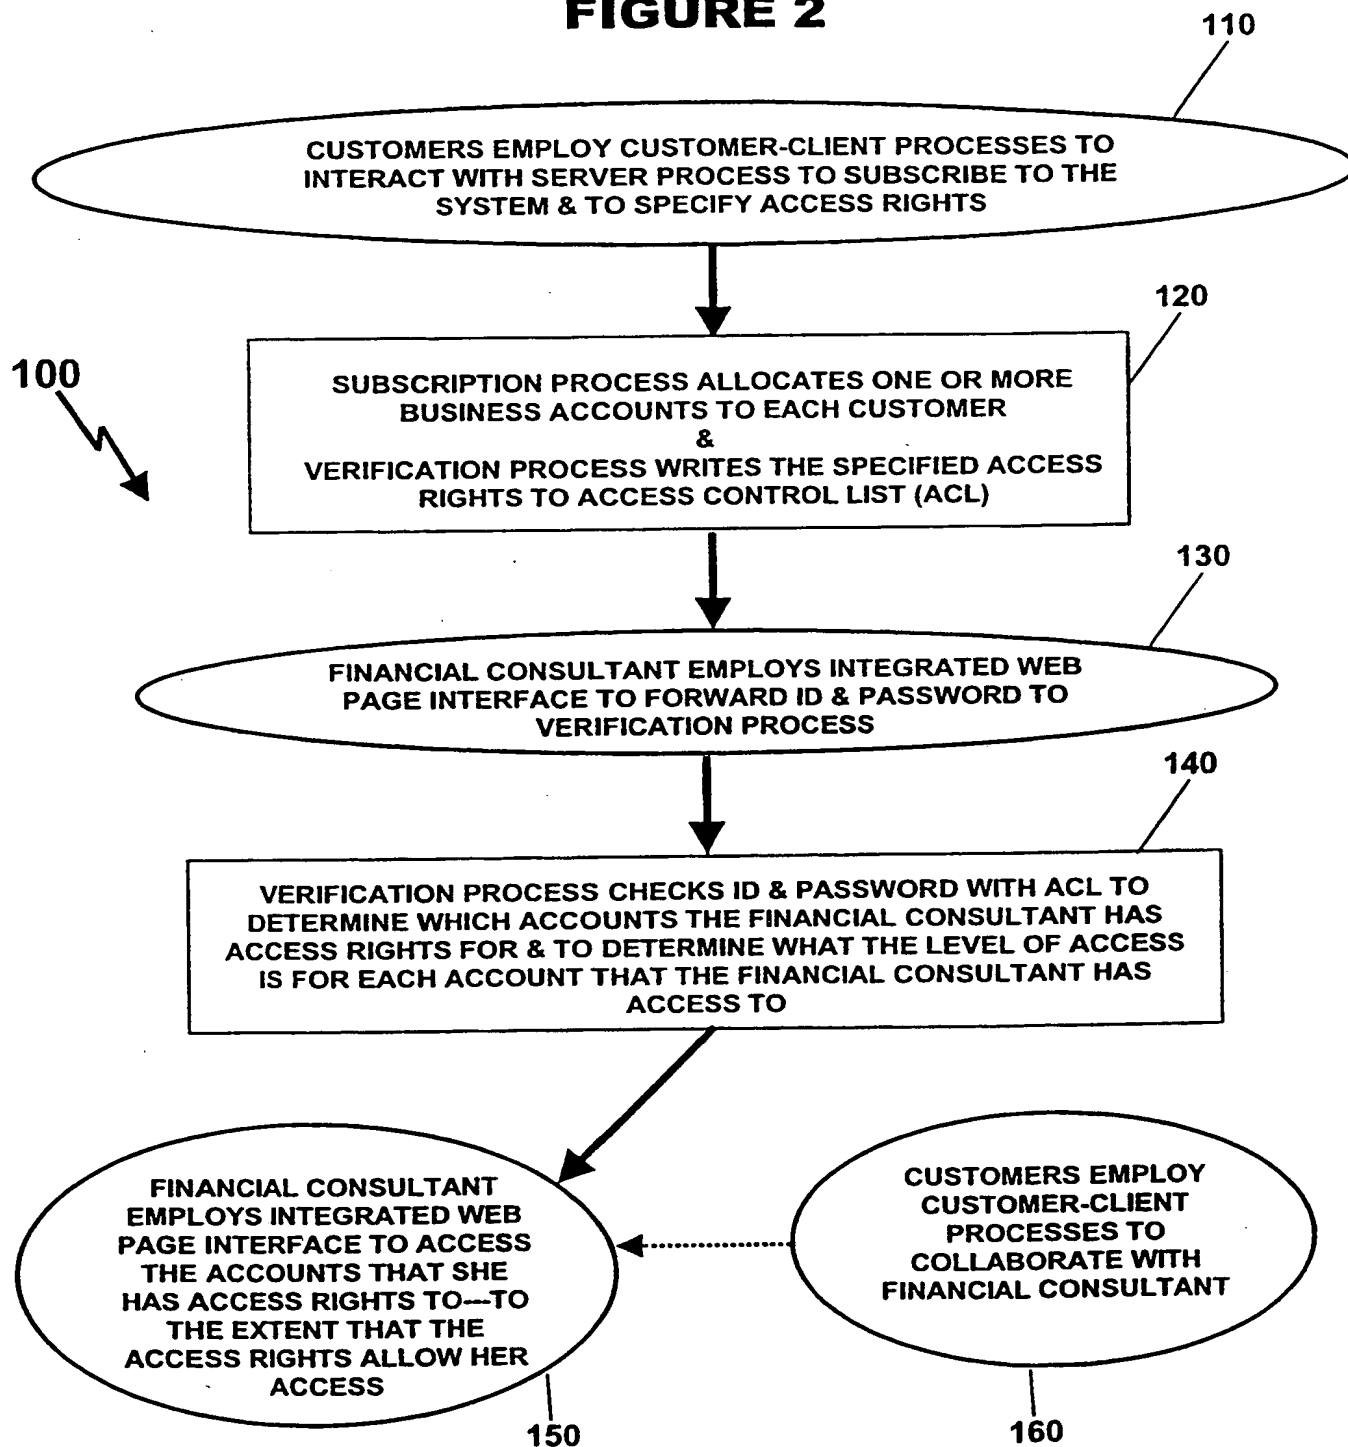 FIGURE 2
110
CUSTOMERS EMPLOY CUSTOMER-CLIENT PROCESSES TO
INTERACT WITH SERVER PROCESS TO SUBSCRIBE TO THE
SYSTEM & TO SPECIFY ACCESS RIGHTS
120
100
SUBSCRIPTION PROCESS ALLOCATES ONE OR MORE
BUSINESS ACCOUNTS TO EACH CUSTOMER
&
VERIFICATION PROCESS WRITES THE SPECIFIED ACCESS
RIGHTS TO ACCESS CONTROL LIST (ACL)
130
FINANCIAL CONSULTANT EMPLOYS INTEGRATED WEB
PAGE INTERFACE TO FORWARD ID & PASSWORD TO
VERIFICATION PROCESS
140
VERIFICATION PROCESS CHECKS ID & PASSWORD WITH ACL TO
DETERMINE WHICH ACCOUNTS THE FINANCIAL CONSULTANT HAS
ACCESS RIGHTS FOR & TO DETERMINE WHAT THE LEVEL OF ACCESS
IS FOR EACH ACCOUNT THAT THE FINANCIAL CONSULTANT HAS
ACCESS TO
FINANCIAL CONSULTANT
EMPLOYS INTEGRATED WEB
PAGE INTERFACE TO ACCESS
THE ACCOUNTS THAT SHE
HAS ACCESS RIGHTS TO---TO
THE EXTENT THAT THE
ACCESS RIGHTS ALLOW HER
ACCESS
150
CUSTOMERS EMPLOY
CUSTOMER-CLIENT
PROCESSES TO
COLLABORATE WITH
FINANCIAL CONSULTANT
160